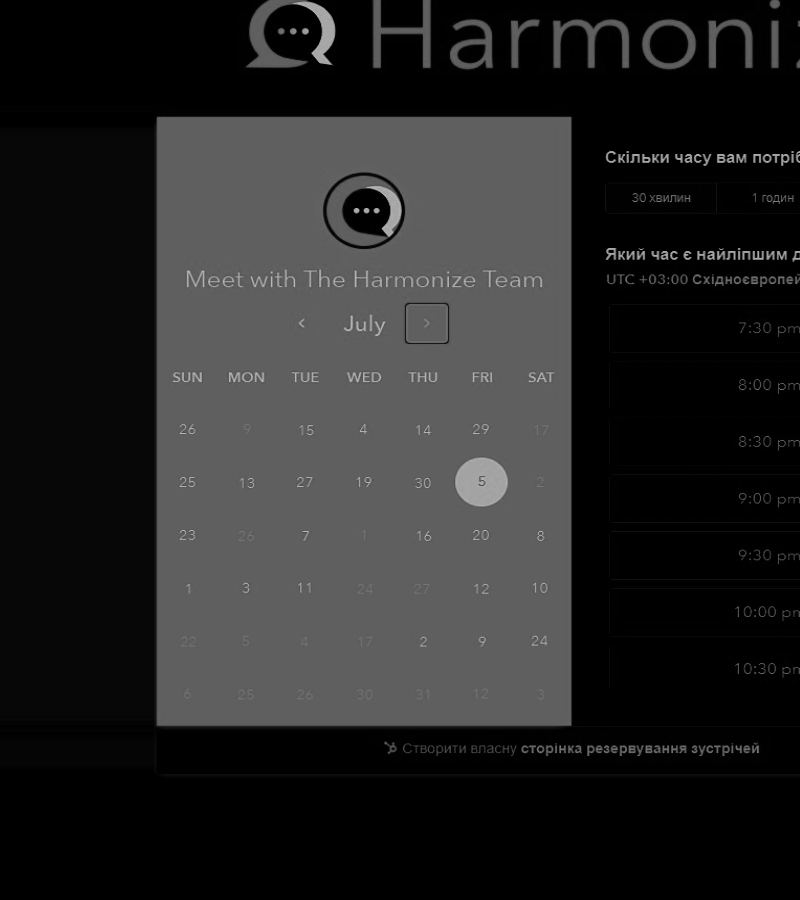 Harmoniz
Meet with The Harmonize Team
July
SUN MON TUE WED THU FRI SAT
26 9 15 4 14 29 17
25 13 27 19 30 5 2
23 26 7 1 16 20 8
1 3 11 24 27 12 10
22 5 4 17 2 9 24
6 25 26 30 31 12 3
Скільки часу вам потріб
30 хвилин 1 годин
Який час є найліпшим д
UTC +03:00 Східноєвропей
7:30 pm
8:00 pm
8:30 pm
9:00 pm
9:30 pm
10:00 pm
10:30 pm
Створити власну сторінка резервування зустрічей